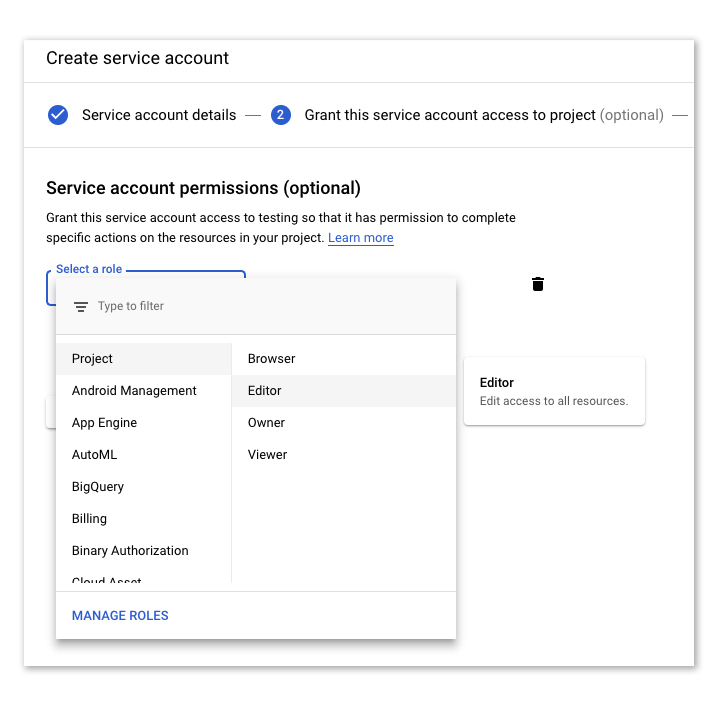 Create service account
Service account details
2
Grant this service account access to project (optional)
Service account permissions (optional)
Grant this service account access to testing so that it has permission to complete
specific actions on the resources in your project. Learn more
Select a role
Type to filter
Project
Android Management
App Engine
AutoML
BigQuery
Billing
Binary Authorization
Cloud Asset
Browser
Editor
Owner
Viewer
Editor
Edit access to all resources.
MANAGE ROLES